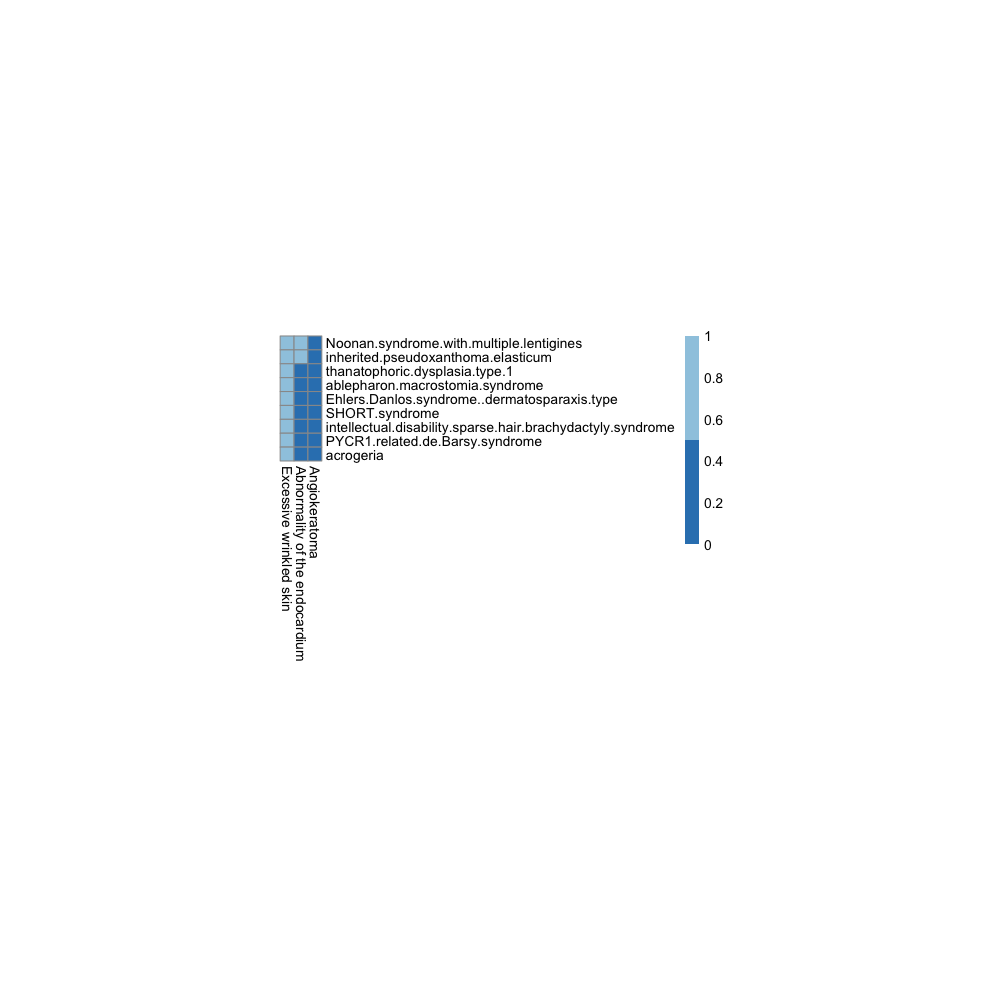 Noonan.syndrome.with.multiple.lentigines
inherited.pseudoxanthoma.elasticum
thanatophoric.dysplasia.type.1
ablepharon.macrostomia.syndrome
Ehlers.Danlos.syndrome..dermatosparaxis.type
SHORT.syndrome
intellectual.disability.sparse.hair.brachydactyly.syndrome
PYCR1.related.de.Barsy.syndrome
acrogeria
Excessive wrinkled skin
Abnormality of the endocardium
Angiokeratoma
1
0.8
0.6
0.4
0.2
0